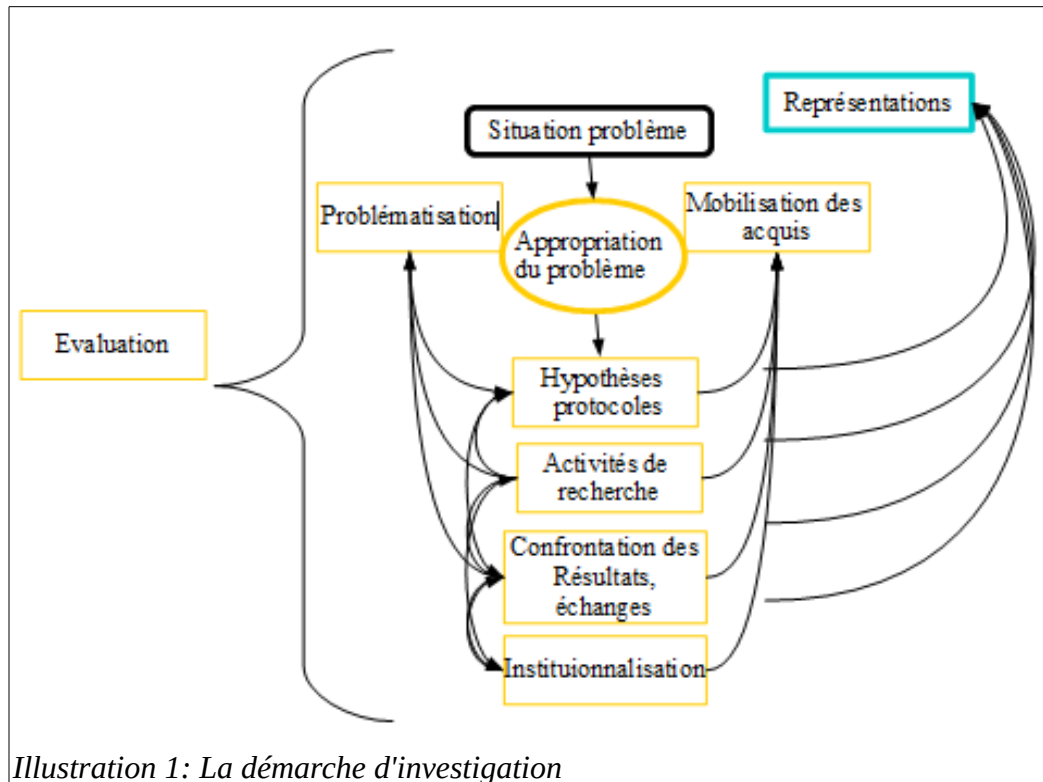 Représentations
Situation problème
Problématisation
Mobilisation des
acquis
Appropriation
du problème
Evaluation
Hypothèses
protocoles
Activités de
recherche
Confrontation des
Résultats,
échanges
Instituionnalisation
Illustration 1: La démarche d'investigation